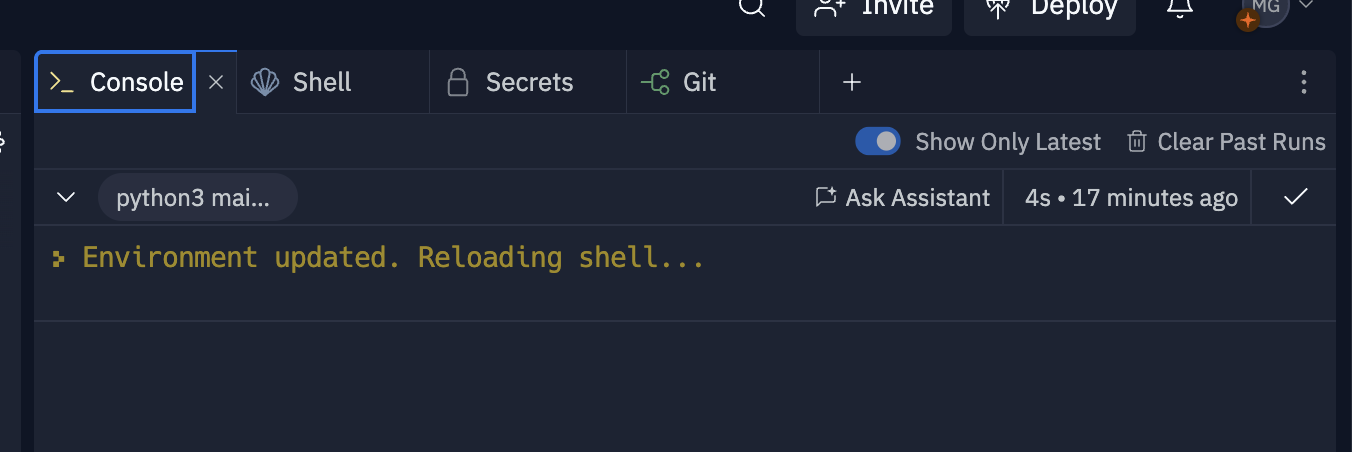 Invite Deploy MG
>_ Console × Shell Secrets Git +
Show Only Latest Clear Past Runs
python3 mai... Ask Assistant 4s • 17 minutes ago
Environment updated. Reloading shell...